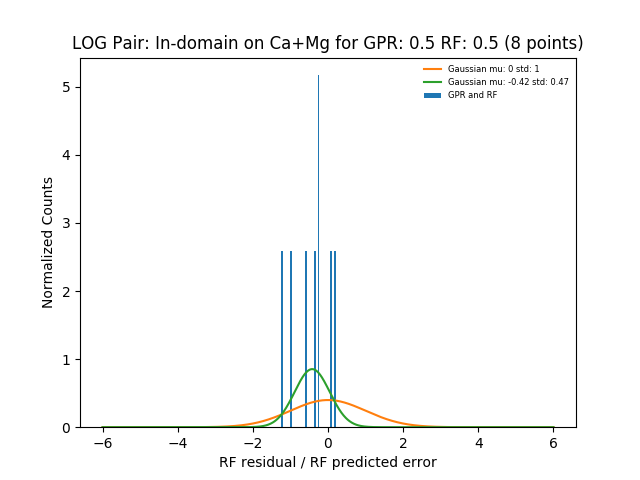 LOG Pair: In-domain on Ca+Mg for GPR: 0.5 RF: 0.5 (8 points)
Gaussian mu: 0 std: 1
Gaussian mu: -0.42 std: 0.47
GPR and RF
Normalized Counts
5
4
3
2
1
0
−6
−4
−2
0
2
4
6
RF residual / RF predicted error